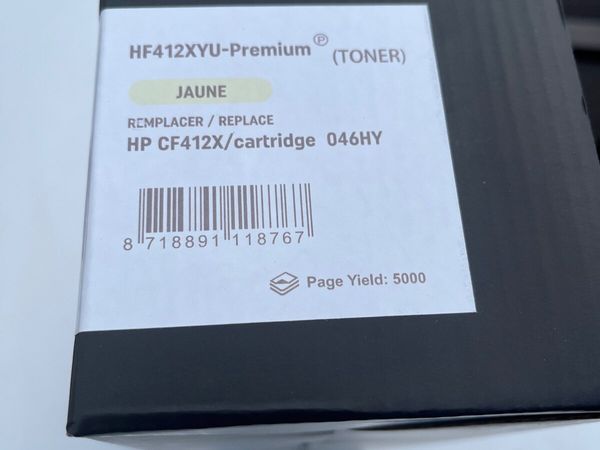 HF412XYU-Premium Ⓟ (TONER)
JAUNE
REMPLACER / REPLACE
HP CF412X/cartridge 046HY
8 718891 118767
Page Yield: 5000